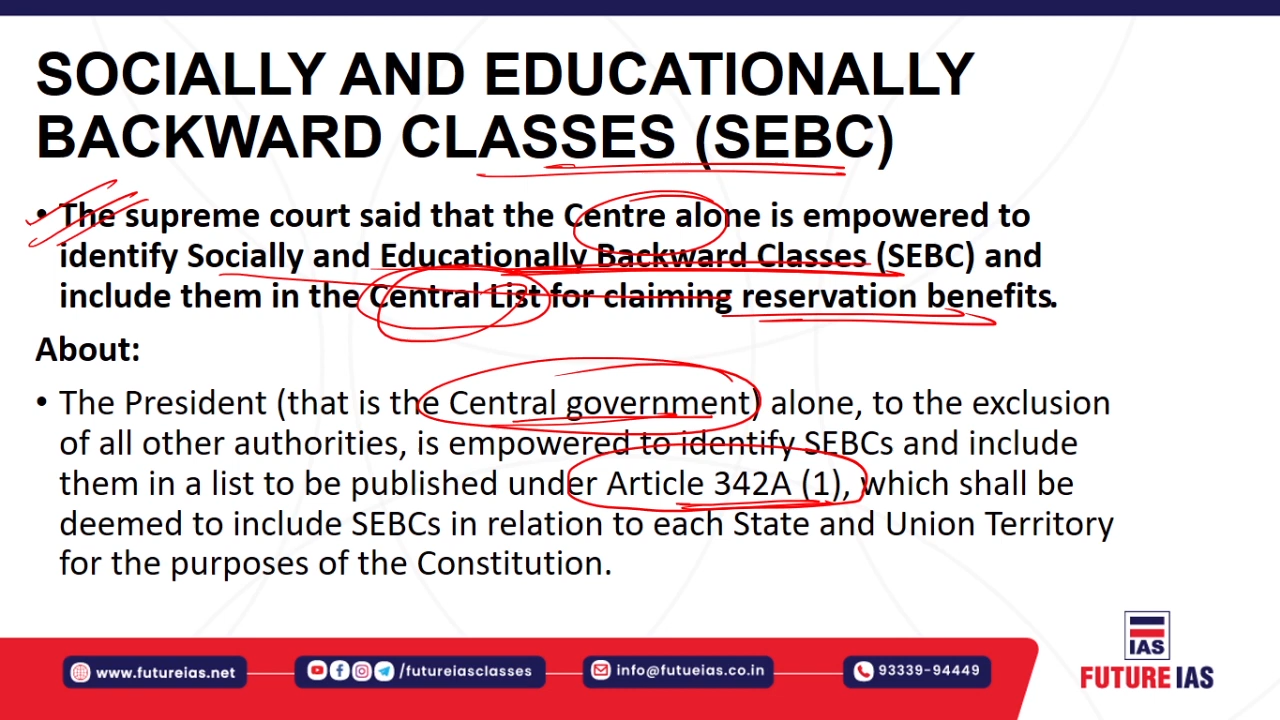 SOCIALLY AND EDUCATIONALLY
BACKWARD CLASSES (SEBC)
• The supreme court said that the Centre alone is empowered to
identify Socially and Educationally Backward Classes (SEBC) and
include them in the Central List for claiming reservation benefits.
About:
• The President (that is the Central government) alone, to the exclusion
of all other authorities, is empowered to identify SEBCs and include
them in a list to be published under Article 342A (1), which shall be
deemed to include SEBCs in relation to each State and Union Territory
for the purposes of the Constitution.
IAS
FUTURE IAS
www.futureias.net
/futureiasclasses
info@futueias.co.in
93339-94449